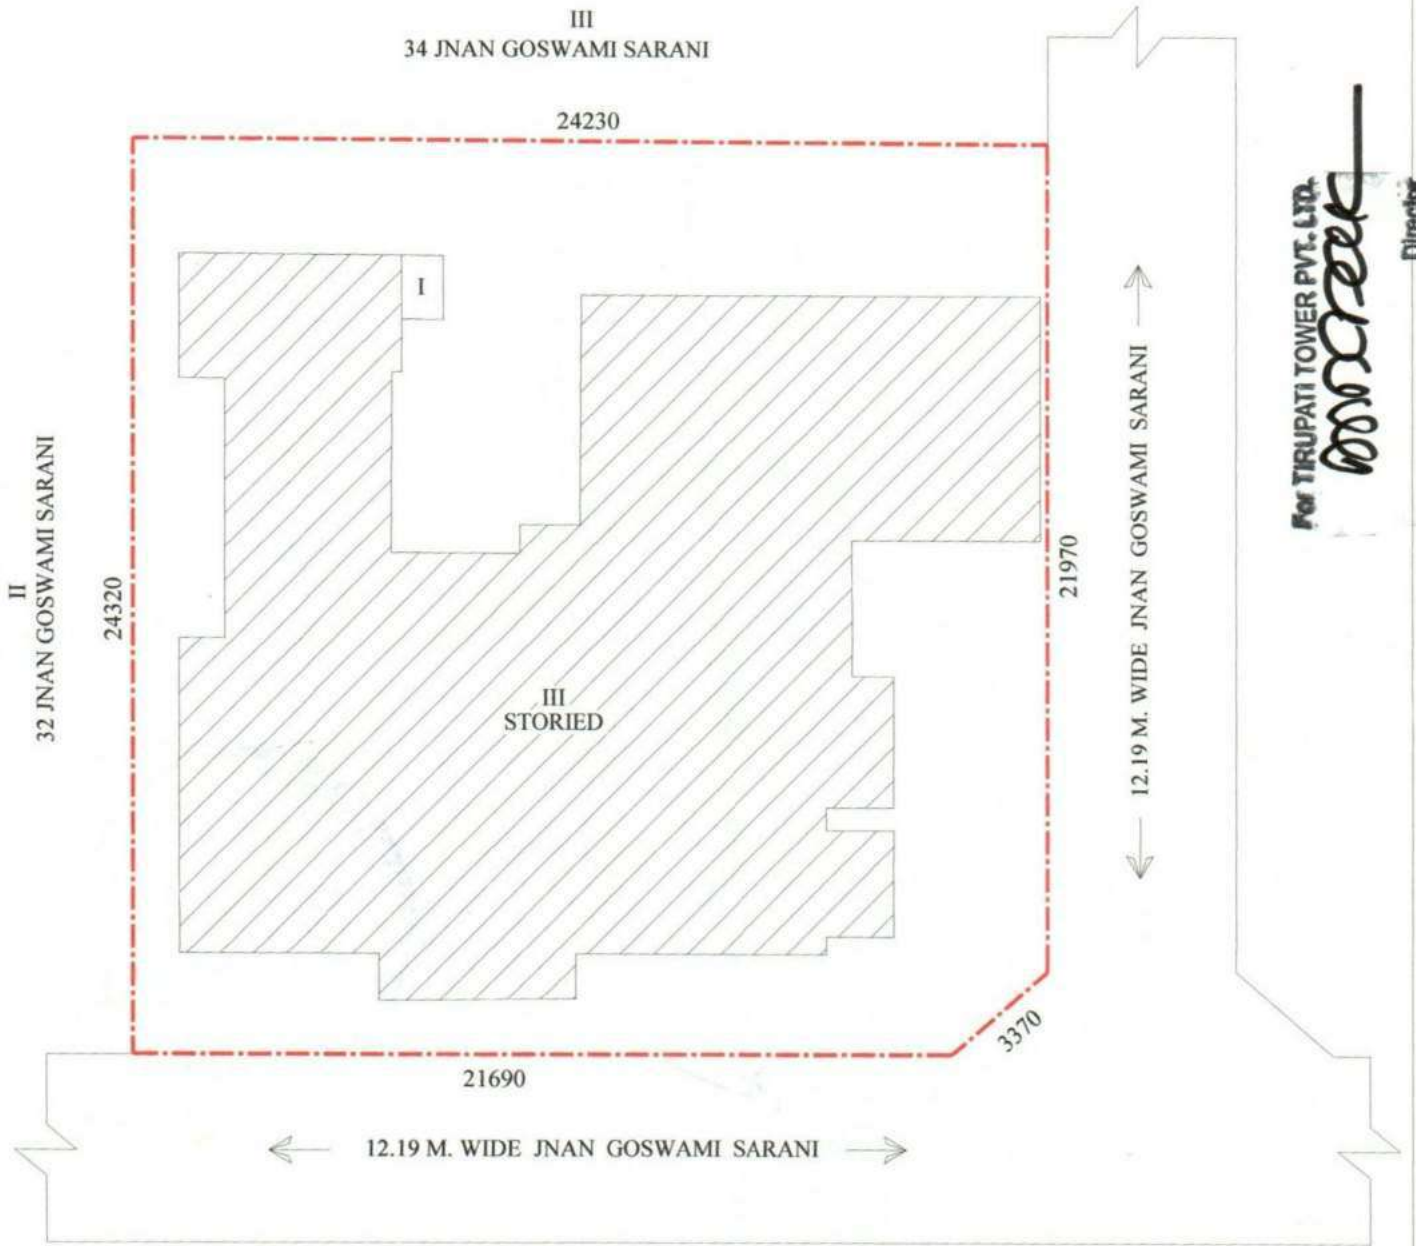 III
34 JNAN GOSWAMI SARANI
24230
I
II
32 JNAN GOSWAMI SARANI
24320
III
STORIED
21970
12.19 M. WIDE JNAN GOSWAMI SARANI
For TIRUPATI TOWER PVT. LTD.
Director
3370
21690
12.19 M. WIDE JNAN GOSWAMI SARANI